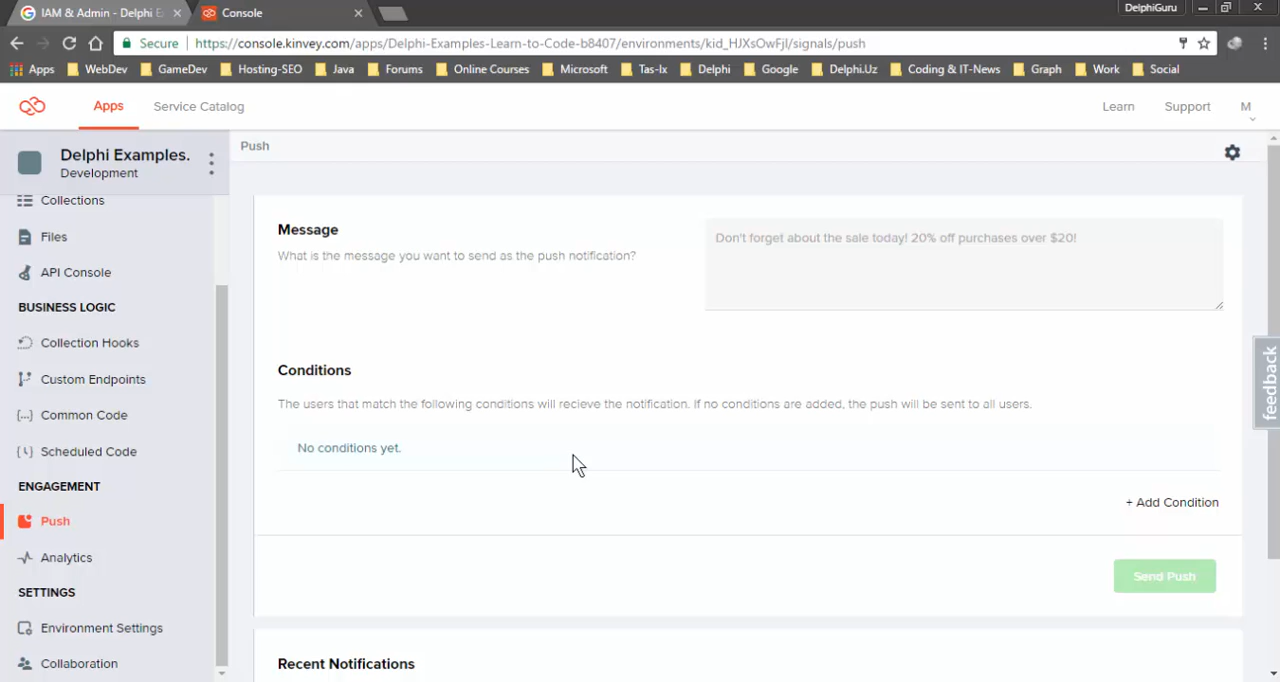 IAM & Admin - Delphi E
Console
DelphiGuru
Secure
https://console.kinvey.com/apps/Delphi-Examples-Learn-to-Code-b8407/environments/kid_HJXsOwFjl/signals/push
Apps WebDev GameDev Hosting-SEO Java Forums Online Courses Microsoft Tas-Ix Delphi Google Delphi.Uz Coding & IT-News Graph Work Social
Apps Service Catalog Learn Support M
Delphi Examples.
Development
Push
Collections
Files
API Console
BUSINESS LOGIC
Collection Hooks
Custom Endpoints
Common Code
Scheduled Code
ENGAGEMENT
Push
Analytics
SETTINGS
Environment Settings
Collaboration
Message
What is the message you want to send as the push notification?
Don't forget about the sale today! 20% off purchases over $20!
Conditions
The users that match the following conditions will recieve the notification. If no conditions are added, the push will be sent to all users.
No conditions yet.
+ Add Condition
Send Push
Recent Notifications
feedback